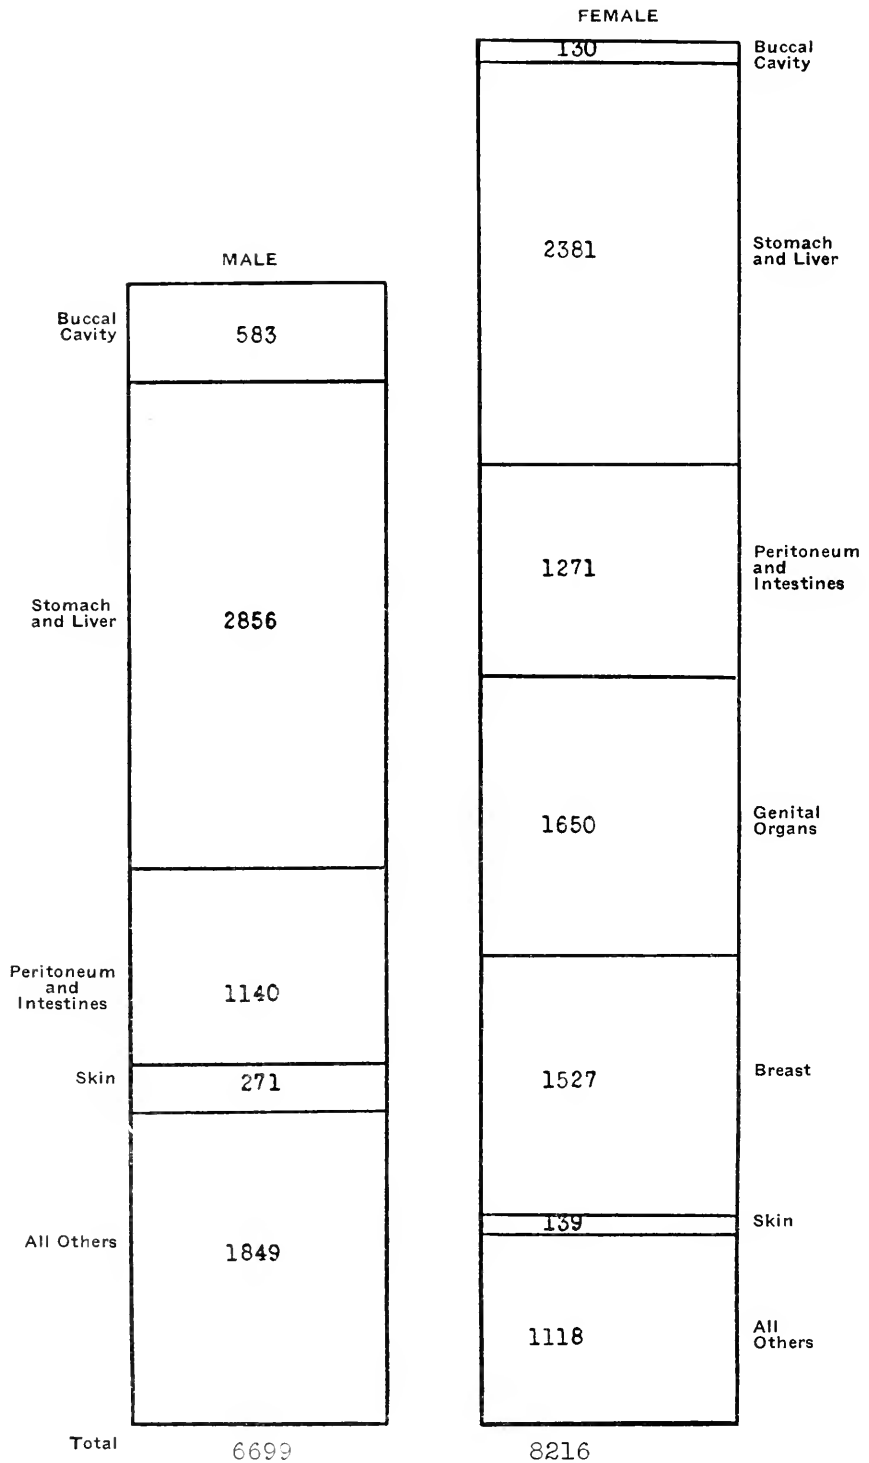 FEMALE
130
Buccal
Cavity
2381
Stomach
and Liver
1271
Peritoneum
and
Intestines
1650
Genital
Organs
1527
Breast
139
Skin
1118
All
Others
8216
MALE
Buccal
Cavity
583
Stomach
and Liver
2856
Peritoneum
and
Intestines
1140
Skin
271
All Others
1849
Total
6699